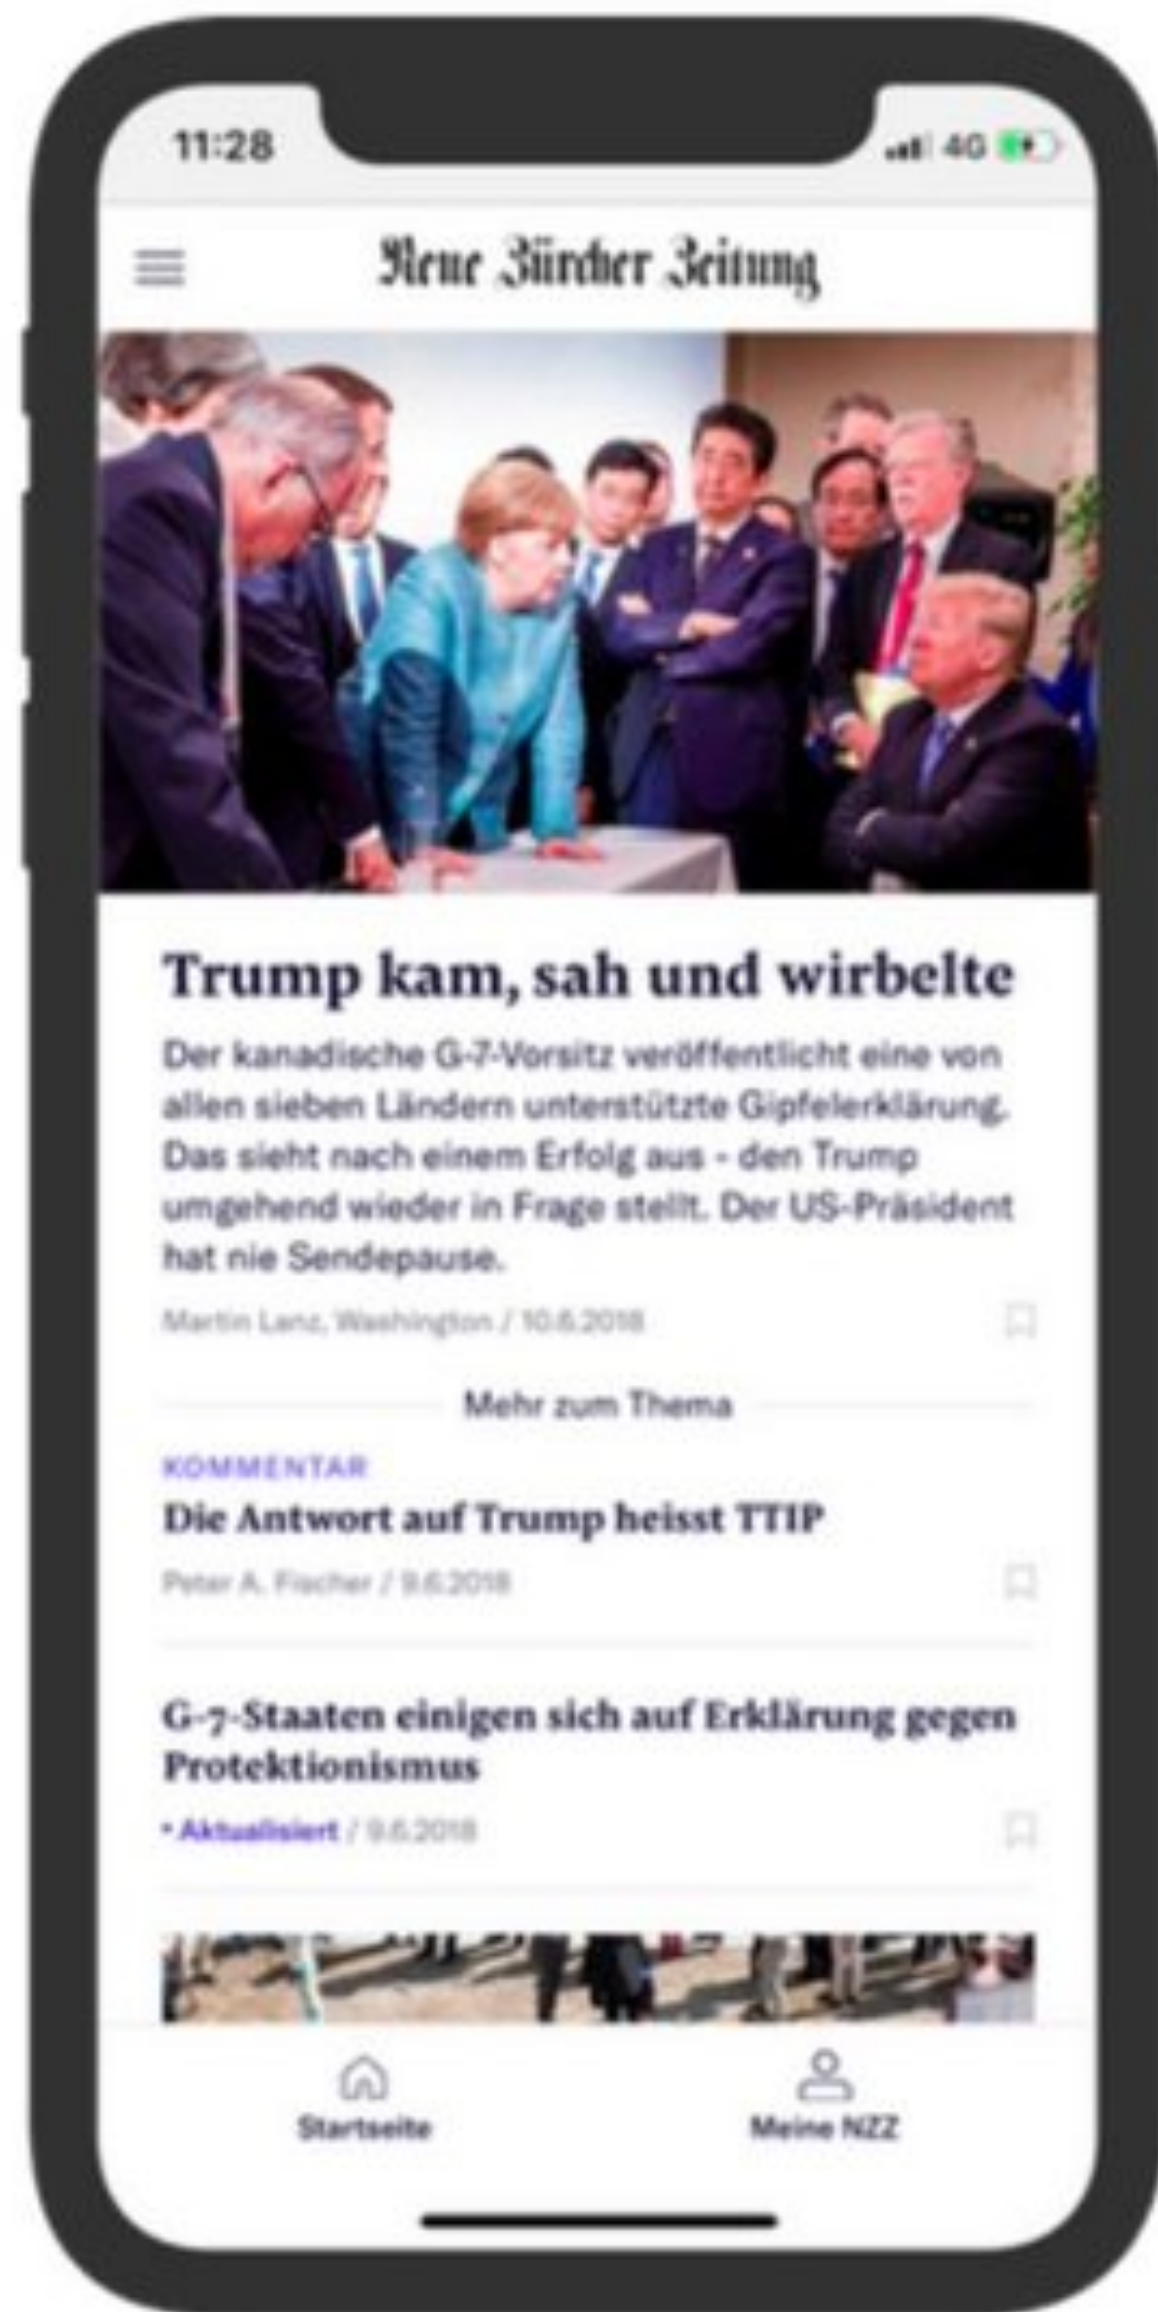 11:28
4G
Neue Zürcher Zeitung
Trump kam, sah und wirbelte
Der kanadische G-7-Vorsitz veröffentlicht eine von
allen sieben Ländern unterstützte Gipfelerklärung.
Das sieht nach einem Erfolg aus - den Trump
umgehend wieder in Frage stellt. Der US-Präsident
hat nie Sendepause.
Martin Lanz, Washington / 10.6.2018
Mehr zum Thema
KOMMENTAR
Die Antwort auf Trump heisst TTIP
Peter A. Fischer / 9.6.2018
G-7-Staaten einigen sich auf Erklärung gegen
Protektionismus
• Aktualisiert / 9.6.2018
Startseite
Meine NZZ